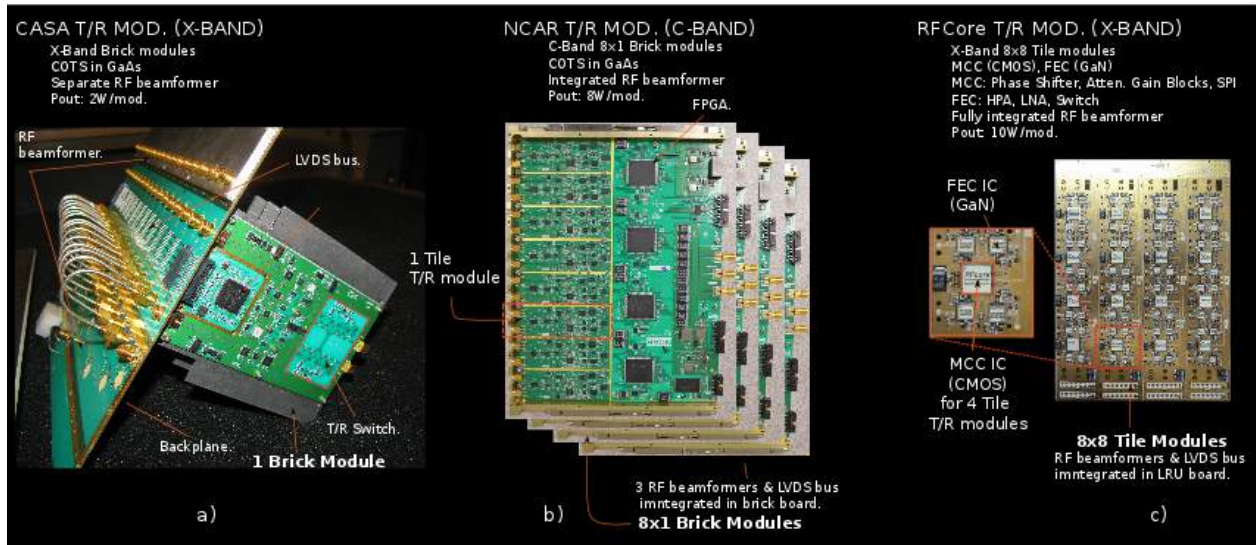 CASA T/R MOD. (X-BAND)
X-Band Brick modules
COTS in GaAs
Separate RF beamformer
Pout: 2W/mod.
RF
beamformer.
LVDS bus.
Backplane.
T/R Switch.
1 Brick Module
a)
NCAR T/R MOD. (C-BAND)
C-Band 8x1 Brick modules
COTS in GaAs
Integrated RF beamformer
Pout: 8W/mod.
FPGA.
1 Tile
T/R module
3 RF beamformers & LVDS bus
imntegrated in brick board.
8x1 Brick Modules
b)
RFCore T/R MOD. (X-BAND)
X-Band 8x8 Tile modules
MCC (CMOS), FEC (GaN)
MCC: Phase Shifter, Atten. Gain Blocks, SPI
FEC: HPA, LNA, Switch
Fully integrated RF beamformer
Pout: 10W/mod.
FEC IC
(GaN)
RFcore
MCC IC
(CMOS)
for 4 Tile
T/R modules
8x8 Tile Modules
RF beamformers & LVDS bus
imntegrated in LRU board.
c)